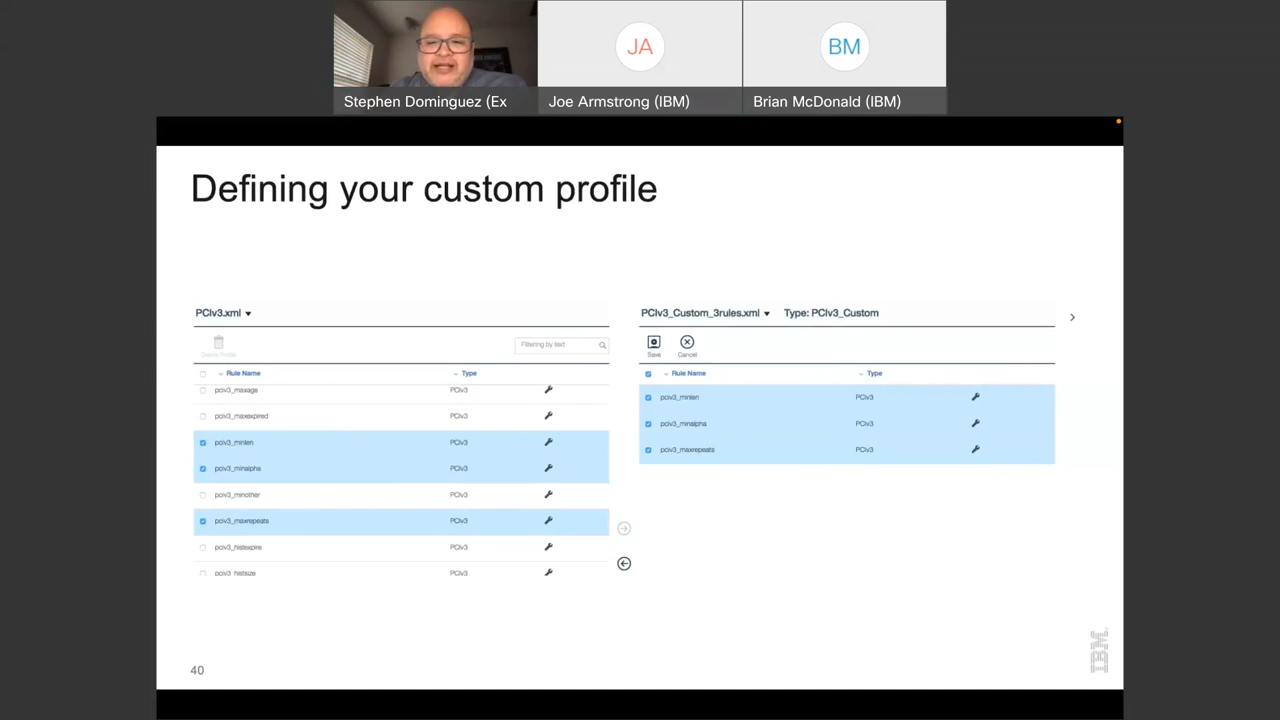 JA
BM
Stephen Dominguez (Ex
Joe Armstrong (IBM)
Brian McDonald (IBM)
Defining your custom profile
PCIv3.xml
Delete Profile
Filtering by text
Rule Name Type
pciv3_maxage PCIv3
pciv3_maxexpired PCIv3
pciv3_minlen PCIv3
pciv3_minalpha PCIv3
pciv3_minother PCIv3
pciv3_maxrepeats PCIv3
pciv3_histexpire PCIv3
pciv3_histsize PCIv3
PCIv3_Custom_3rules.xml Type: PCIv3_Custom
Save Cancel
Rule Name Type
pciv3_minlen PCIv3
pciv3_minalpha PCIv3
pciv3_maxrepeats PCIv3
40
IBM